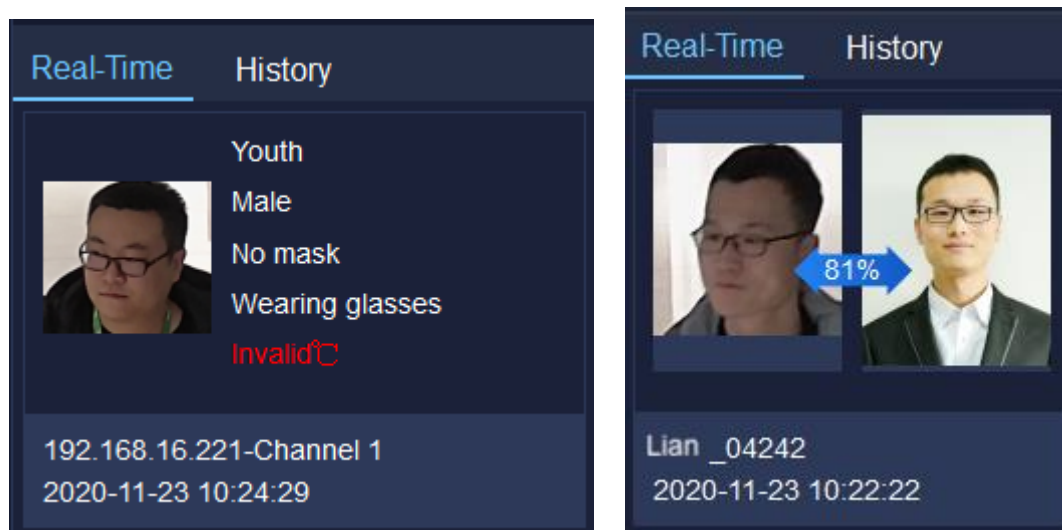 Real-Time History
Youth
Male
No mask
Wearing glasses
Invalid℃
192.168.16.221-Channel 1
2020-11-23 10:24:29
Real-Time History
81%
Lian _04242
2020-11-23 10:22:22